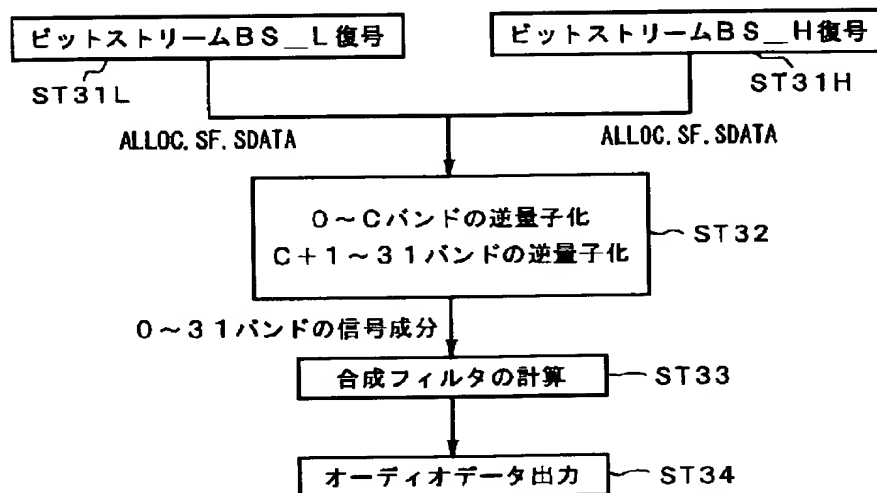 ビットストリームBS__L復号
ビットストリームBS__H復号
ST31L
ST31H
ALLOC.SF.SDATA
ALLOC.SF.SDATA
0~Cバンドの逆量子化
C+1~31バンドの逆量子化
ST32
0~31バンドの信号成分
合成フィルタの計算
ST33
オーディオデータ出力
ST34